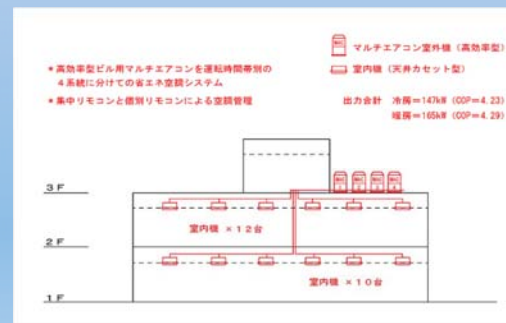 *高効率型ビル用マルチエアコンを運転時間帯別の
4系統に分けての省エネ空調システム
*集中リモコンと個別リモコンによる空調管理
マルチエアコン室外機（高効率型）
室内機（天井カセット型）
出力合計 冷房=147kW（COP=4.23）
暖房=165kW（COP=4.29）
3F
室内機 ×12台
2F
室内機 ×10台
1F